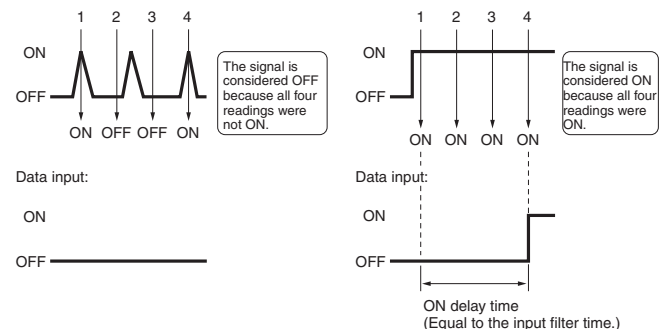 1 2 3 4
ON
OFF
The signal is
considered OFF
because all four
readings were
not ON.
ON OFF OFF ON
Data input:
ON
OFF
1 2 3 4
ON
OFF
The signal is
considered ON
because all four
readings were
ON.
ON ON ON ON
Data input:
ON
OFF
ON delay time
(Equal to the input filter time.)